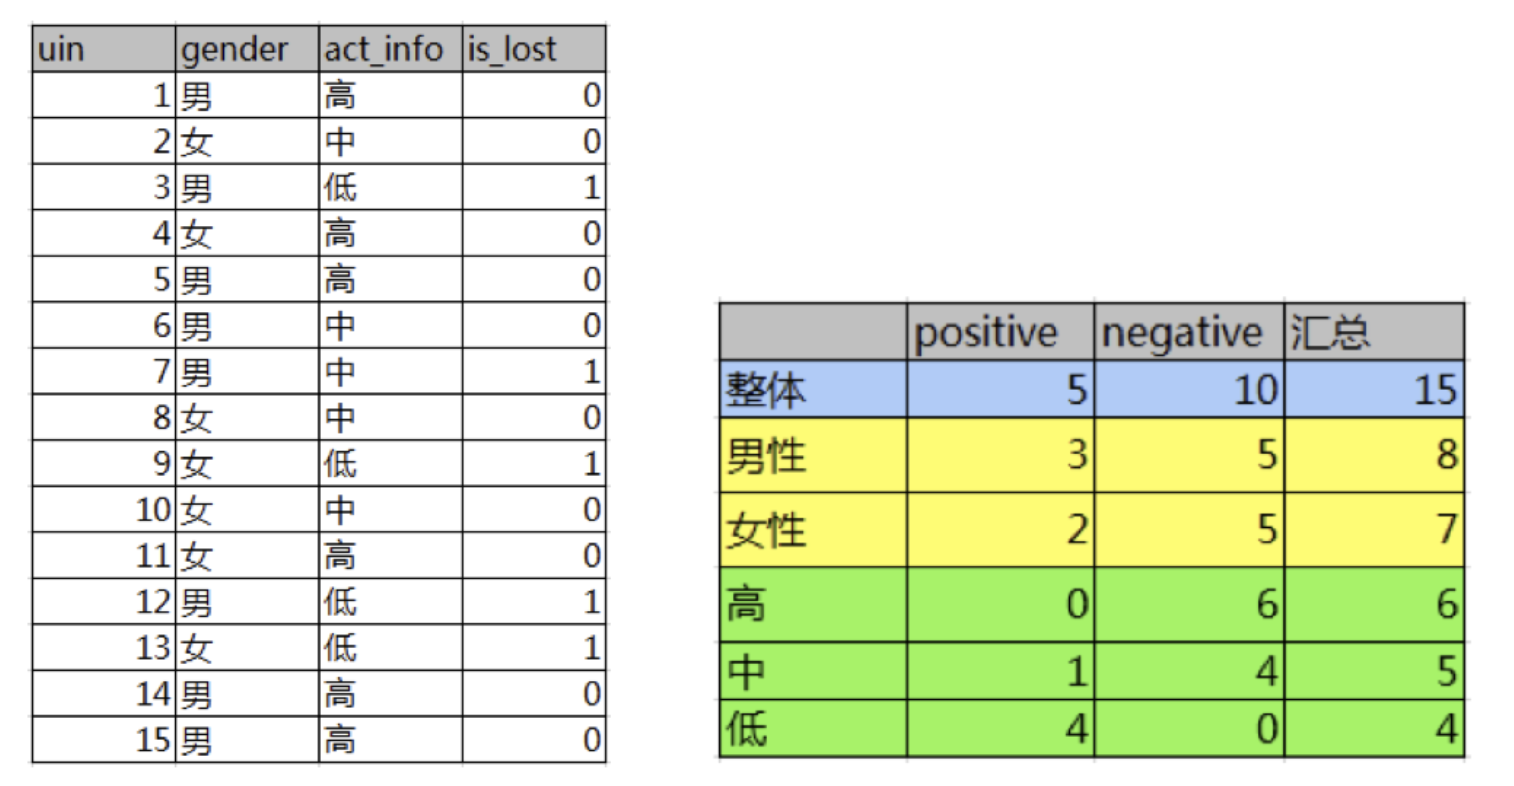 uin gender act_info is_lost
1 男 高 0
2 女 中 0
3 男 低 1
4 女 高 0
5 男 高 0
6 男 中 0
7 男 中 1
8 女 中 0
9 女 低 1
10 女 中 0
11 女 高 0
12 男 低 1
13 女 低 1
14 男 高 0
15 男 高 0
positive negative 汇总
整体 5 10 15
男性 3 5 8
女性 2 5 7
高 0 6 6
中 1 4 5
低 4 0 4